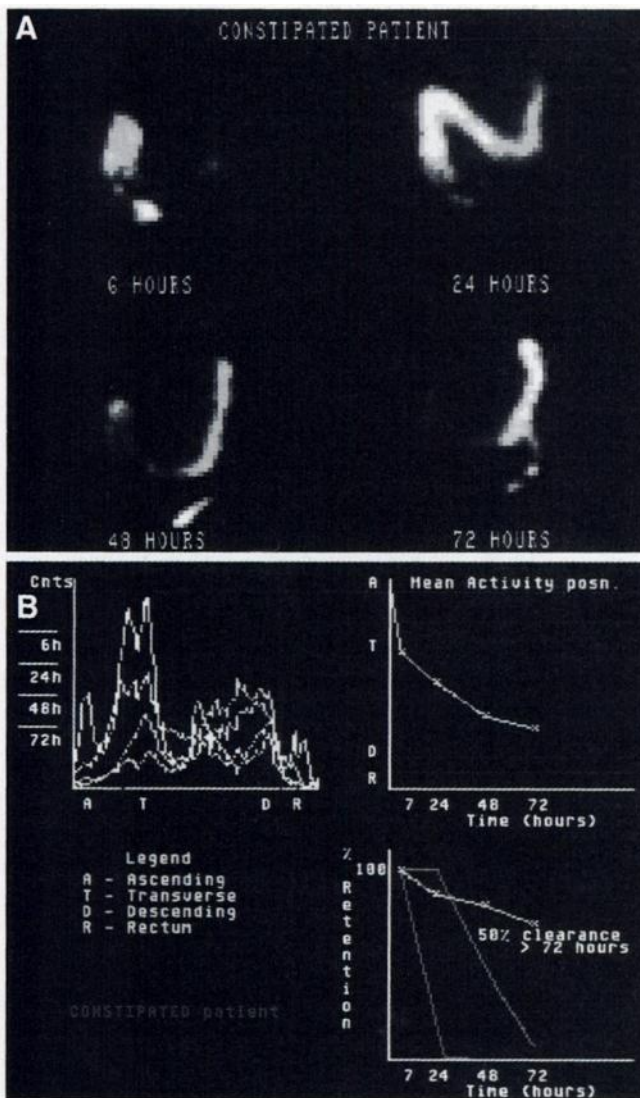 A
CONSTIPATED PATIENT
6 HOURS
24 HOURS
48 HOURS
72 HOURS
B
Cnts
6h
24h
48h
72h
A T D R
Legend
A - Ascending
T - Transverse
D - Descending
R - Rectum
CONSTIPATED patient
A Mean Activity posn.
T
D
R
7 24 48 72
Time (hours)
% Retention
100
50% clearance
> 72 hours
7 24 48 72
Time (hours)